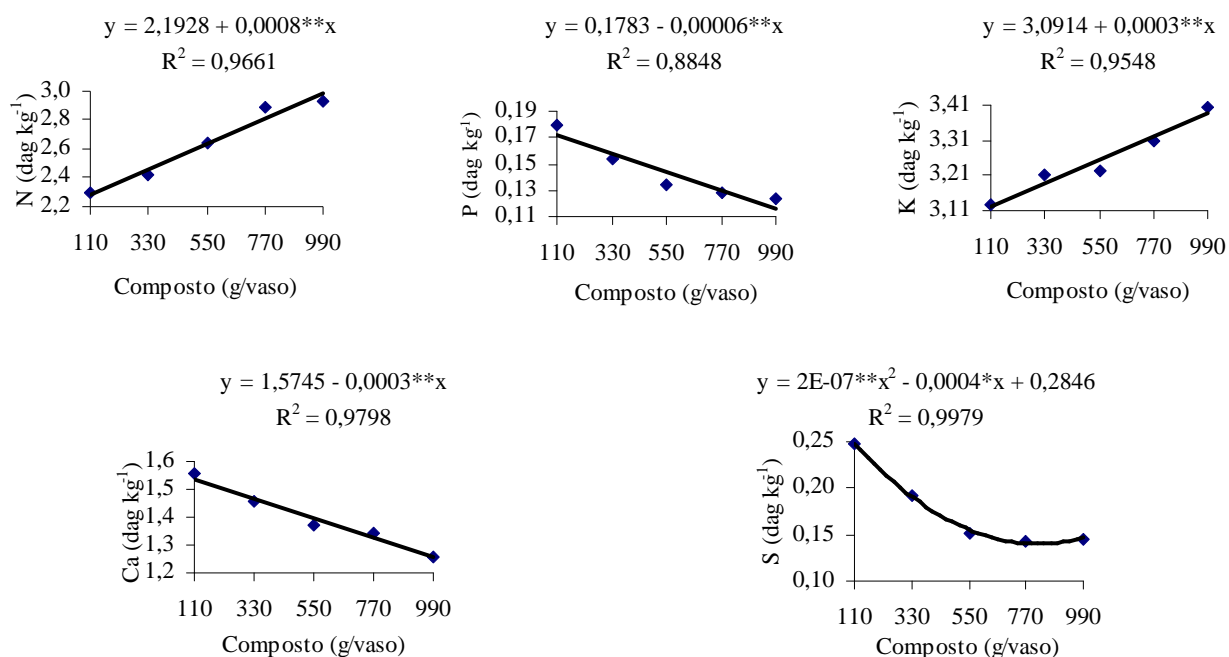 y = 2,1928 + 0,0008**x
R² = 0,9661
N (dag kg⁻¹)
3,0
2,8
2,6
2,4
2,2
110 330 550 770 990
Composto (g/vaso)
y = 0,1783 - 0,00006**x
R² = 0,8848
P (dag kg¹)
0,19
0,17
0,15
0,13
0,11
110 330 550 770 990
Composto (g/vaso)
y = 3,0914 + 0,0003**x
R² = 0,9548
K (dag kg⁻¹)
3,41
3,31
3,21
3,11
110 330 550 770 990
Composto (g/vaso)
y = 1,5745 - 0,0003**x
R² = 0,9798
Ca (dag kg⁻¹)
1,6
1,5
1,4
1,3
1,2
110 330 550 770 990
Composto (g/vaso)
y = 2E-07**x² - 0,0004*x + 0,2846
R² = 0,9979
S (dag kg⁻¹)
0,25
0,20
0,15
0,10
110 330 550 770 990
Composto (g/vaso)